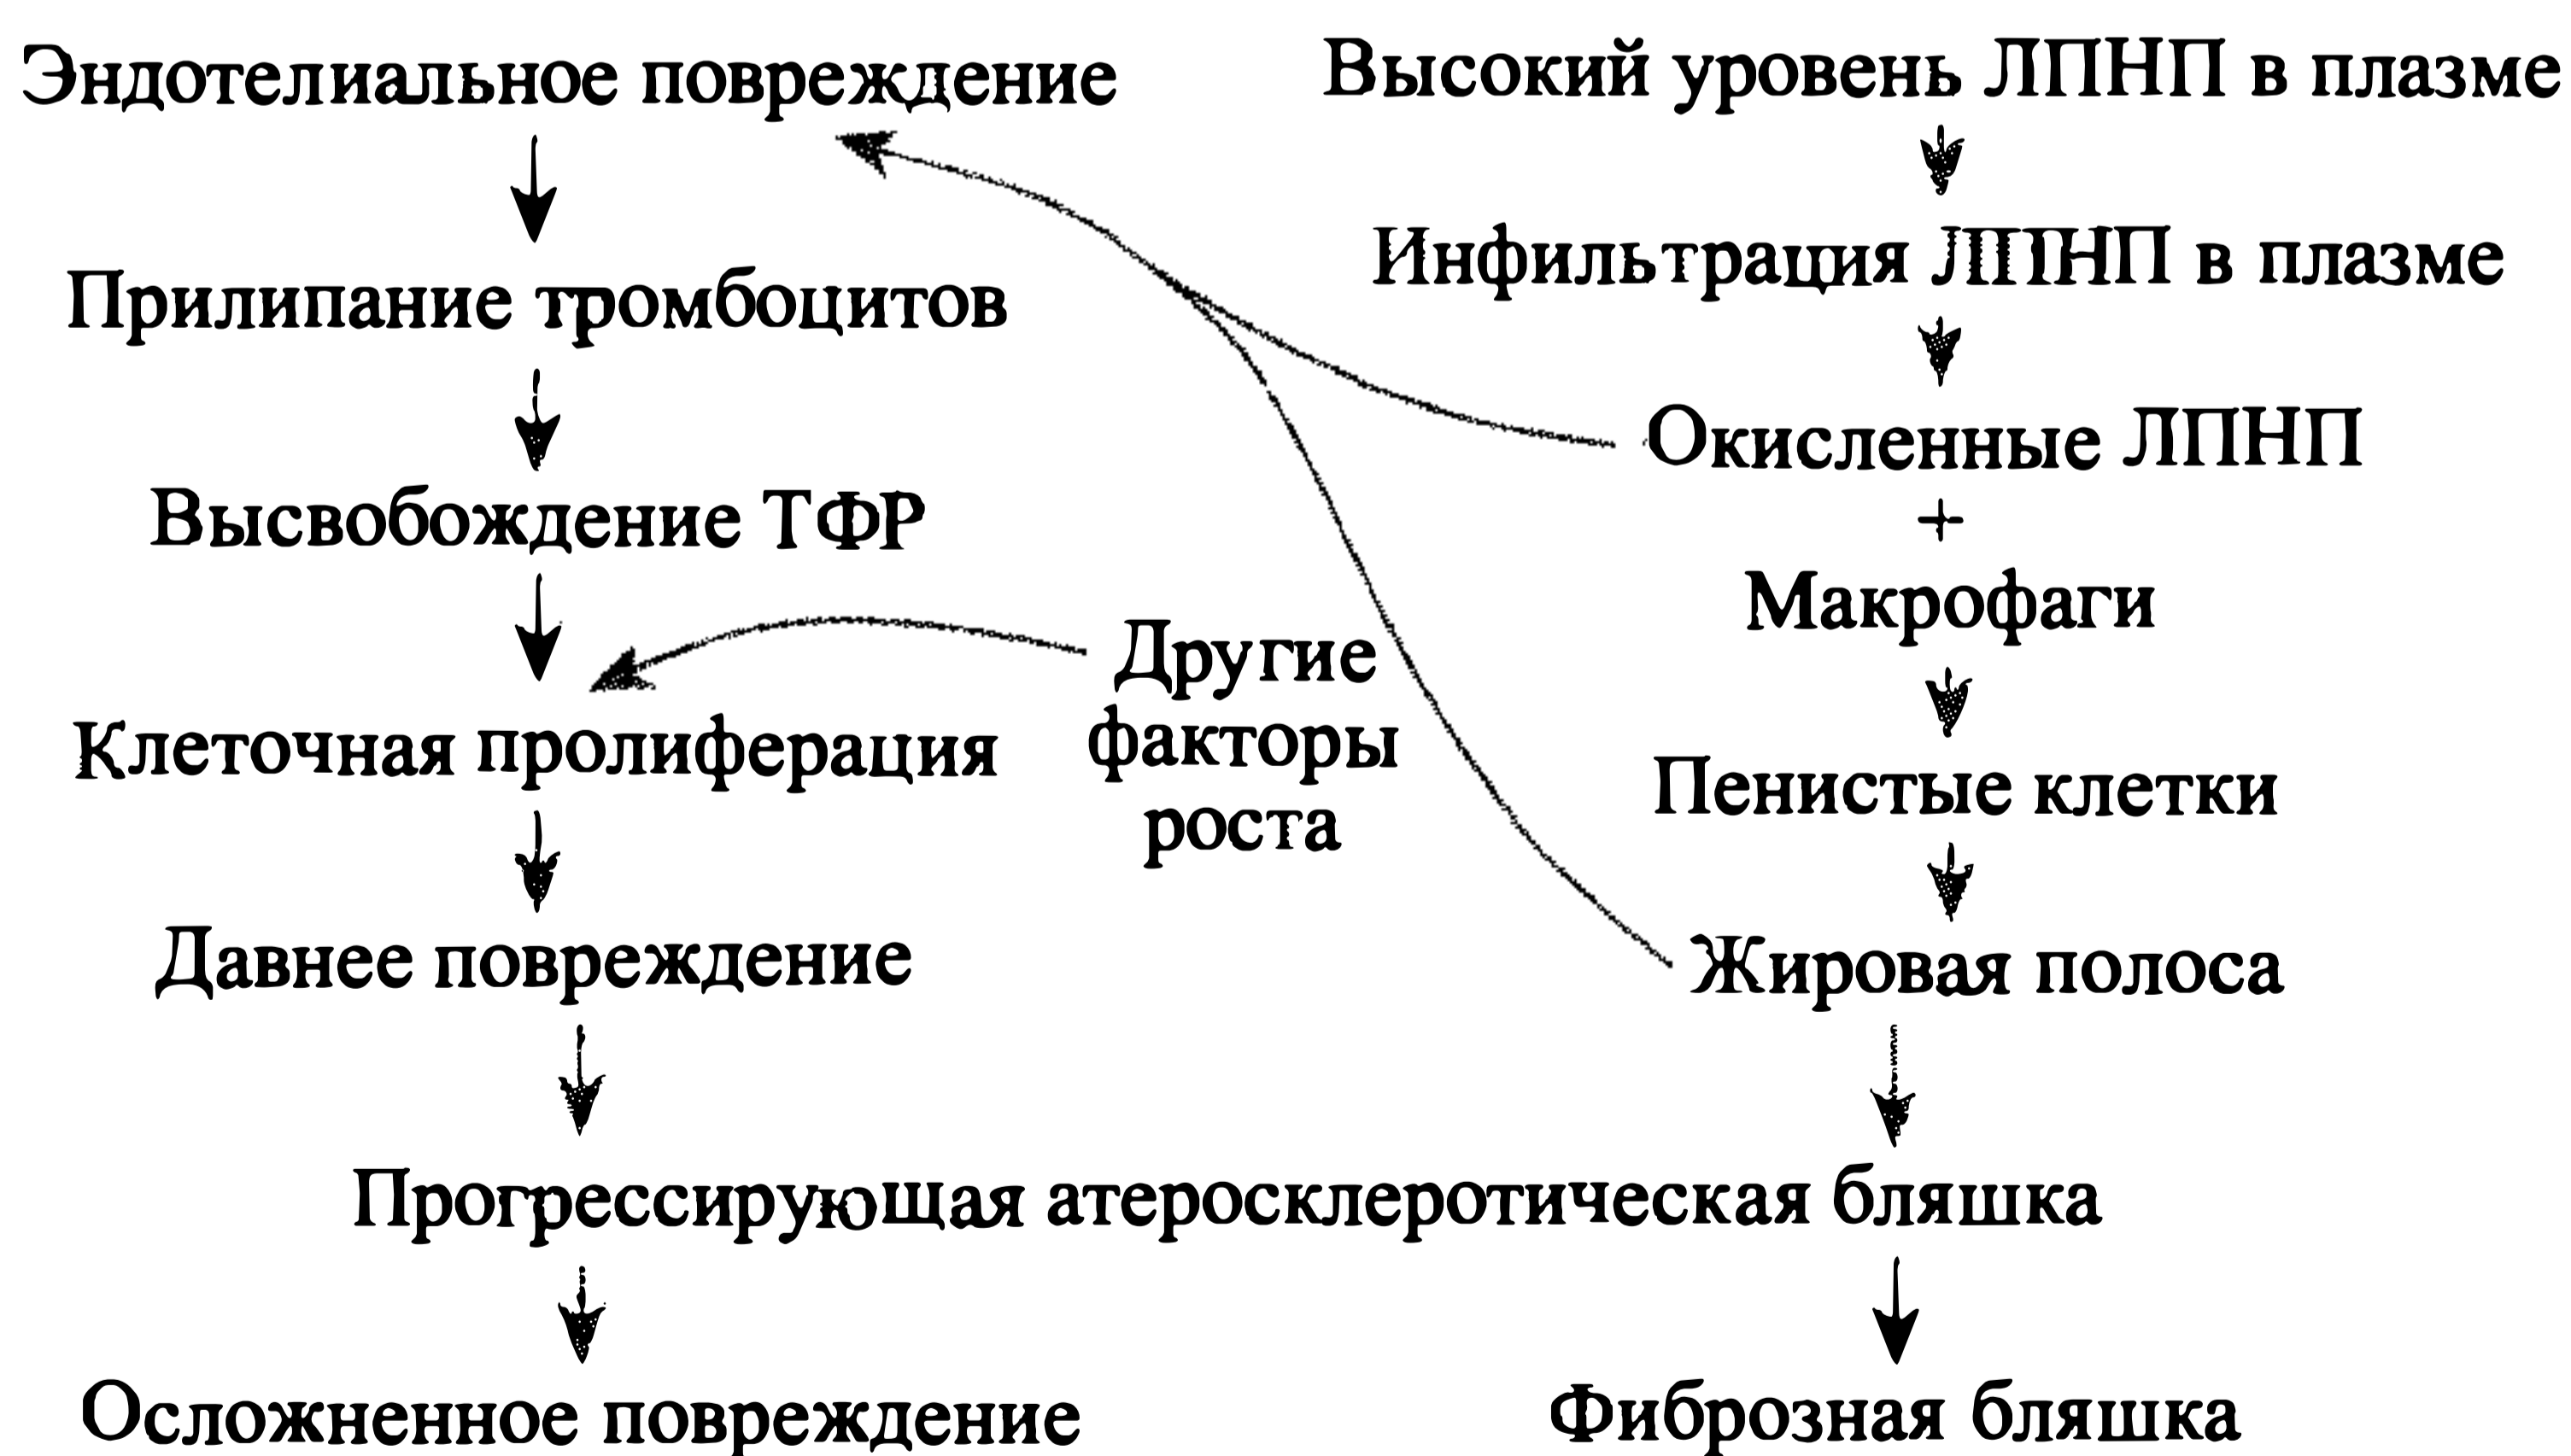 Эндотелиальное повреждение
Прилипание тромбоцитов
Высвобождение ТФР
Клеточная пролиферация
Другие
факторы
роста
Давнее повреждение
Высокий уровень ЛПНП в плазме
Инфильтрация ЛПНП в плазме
Окисленные ЛПНП
+
Макрофаги
Пенистые клетки
Жировая полоса
Прогрессирующая атеросклеротическая бляшка
Осложненное повреждение
Фиброзная бляшка